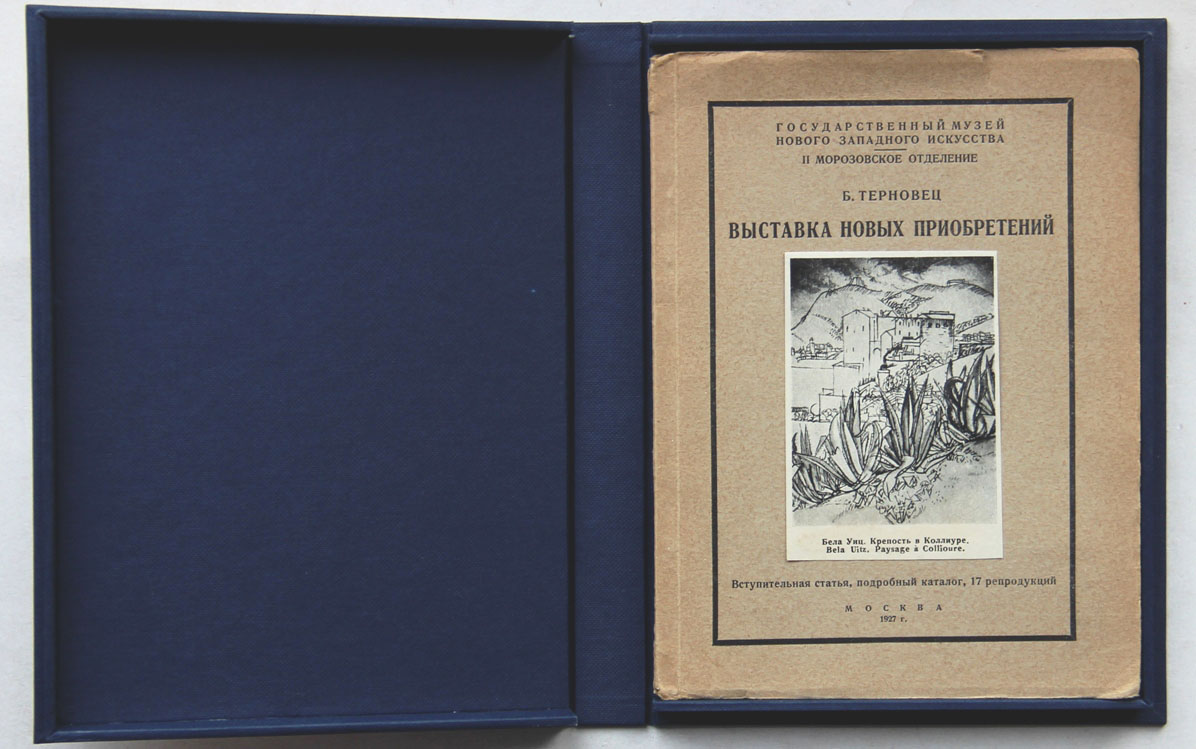 ГОСУДАРСТВЕННЫЙ МУЗЕЙ
НОВОГО ЗАПАДНОГО ИСКУССТВА
II МОРОЗОВСКОЕ ОТДЕЛЕНИЕ
Б. ТЕРНОВЕЦ
ВЫСТАВКА НОВЫХ ПРИОБРЕТЕНИЙ
Бела Уиц. Крепость в Коллиуре.
Bela Uitz. Paysage à Collioure.
Вступительная статья, подробный каталог, 17 репродукций
МОСКВА
1927 г.